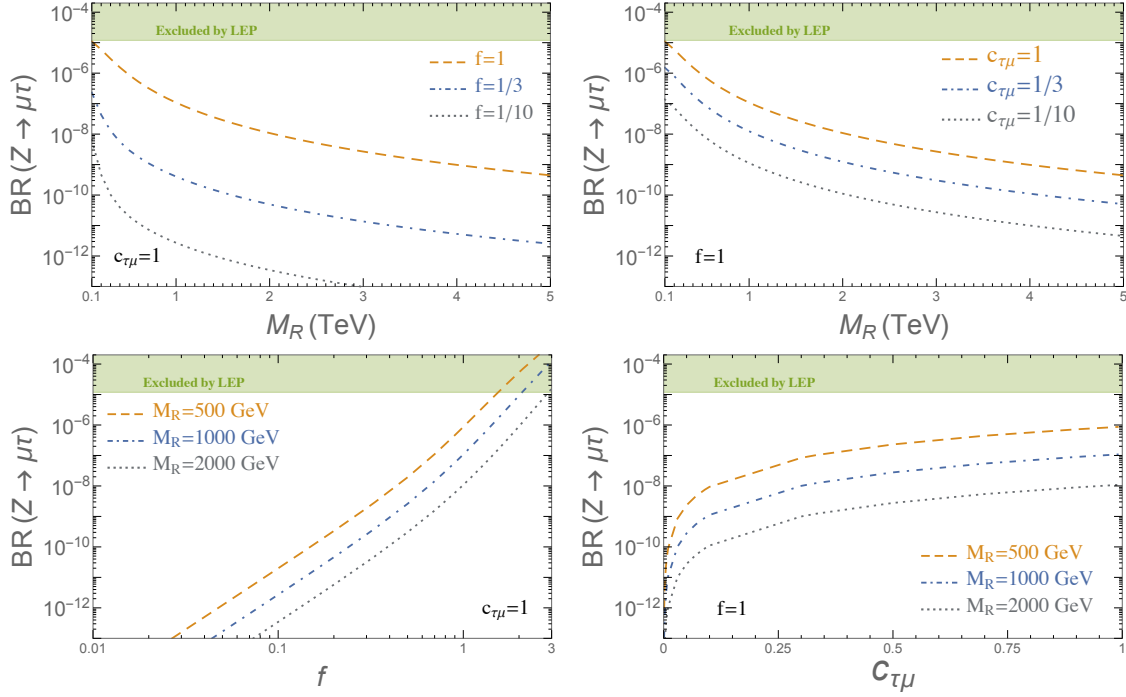 10⁻⁴
10⁻⁶
10⁻⁸
10⁻¹⁰
10⁻¹²
BR (Z → μτ)
Excluded by LEP
f=1
f=1/3
f=1/10
c_τμ=1
0.1 1 2 3 4 5
M_R (TeV)
10⁻⁴
10⁻⁶
10⁻⁸
10⁻¹⁰
10⁻¹²
BR (Z → μτ)
Excluded by LEP
c_τμ=1
c_τμ=1/3
c_τμ=1/10
f=1
0.1 1 2 3 4 5
M_R (TeV)
10⁻⁴
10⁻⁶
10⁻⁸
10⁻¹⁰
10⁻¹²
BR (Z → μτ)
Excluded by LEP
M_R=500 GeV
M_R=1000 GeV
M_R=2000 GeV
c_τμ=1
0.01 0.1 1 3
f
10⁻⁴
10⁻⁶
10⁻⁸
10⁻¹⁰
10⁻¹²
BR (Z → μτ)
Excluded by LEP
M_R=500 GeV
M_R=1000 GeV
M_R=2000 GeV
f=1
0 0.25 0.5 0.75 1
c_τμ